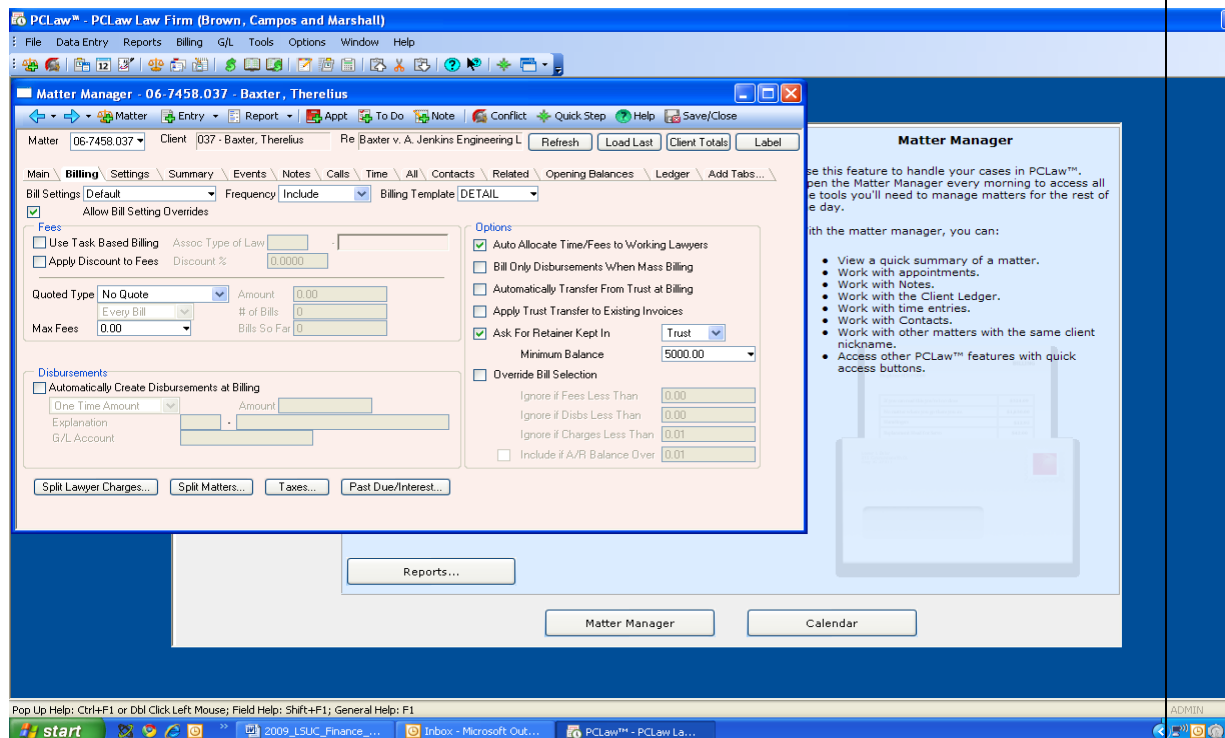 PCLaw™ - PCLaw Law Firm (Brown, Campos and Marshall)
File Data Entry Reports Billing G/L Tools Options Window Help
12
Matter Manager - 06-7458.037 - Baxter, Therelius
Matter Entry Report Appt To Do Note Conflict Quick Step Help Save/Close
Matter 06-7458.037 Client 037 - Baxter, Therelius Re Baxter v. A. Jenkins Engineering L Refresh Load Last Client Totals Label
Main Billing Settings Summary Events Notes Calls Time All Contacts Related Opening Balances Ledger Add Tabs...
Bill Settings Default Frequency Include Billing Template DETAIL
Allow Bill Setting Overrides
Fees
Use Task Based Billing Assoc Type of Law -
Apply Discount to Fees Discount % 0.0000
Quoted Type No Quote Amount 0.00
Every Bill # of Bills 0
Max Fees 0.00 Bills So Far 0
Disbursements
Automatically Create Disbursements at Billing
One Time Amount Amount
Explanation -
G/L Account
Options
Auto Allocate Time/Fees to Working Lawyers
Bill Only Disbursements When Mass Billing
Automatically Transfer From Trust at Billing
Apply Trust Transfer to Existing Invoices
Ask For Retainer Kept In Trust
Minimum Balance 5000.00
Override Bill Selection
Ignore if Fees Less Than 0.00
Ignore if Disbs Less Than 0.00
Ignore if Charges Less Than 0.01
Include if A/R Balance Over 0.01
Split Lawyer Charges... Split Matters... Taxes... Past Due/Interest...
Matter Manager
se this feature to handle your cases in PCLaw™.
pen the Matter Manager every morning to access all
e tools you'll need to manage matters for the rest of
e day.
ith the matter manager, you can:
• View a quick summary of a matter.
• Work with appointments.
• Work with Notes.
• Work with the Client Ledger.
• Work with time entries.
• Work with Contacts.
• Work with other matters with the same client
nickname.
• Access other PCLaw™ features with quick
access buttons.
Reports...
Matter Manager Calendar
Pop Up Help: Ctrl+F1 or Dbl Click Left Mouse; Field Help: Shift+F1; General Help: F1 ADMIN
start 2009_LSUC_Finance_... Inbox - Microsoft Out... PCLaw™ - PCLaw La...